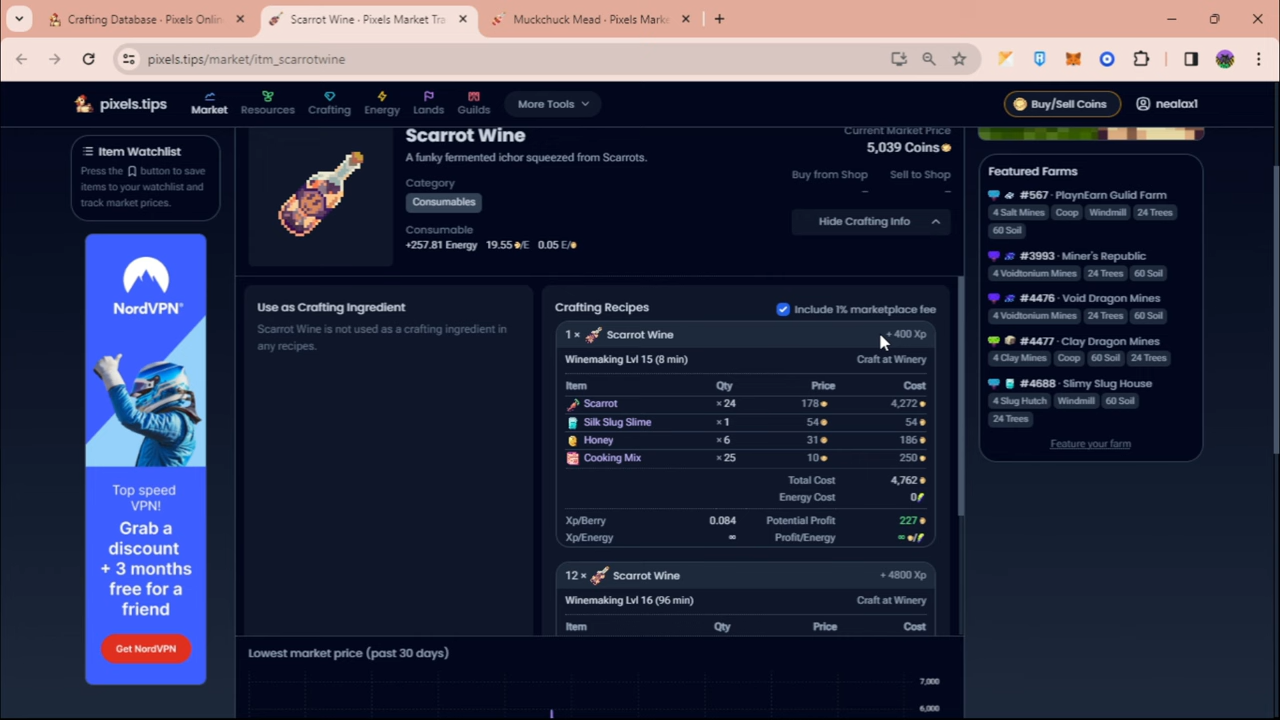 Crafting Database - Pixels Onlin
Scarrot Wine · Pixels Market Tra
Muckchuck Mead - Pixels Marke
pixels.tips/market/itm_scarrotwine
pixels.tips
Market
Resources
Crafting
Energy
Lands
Guilds
More Tools
Buy/Sell Coins
nealax1
Item Watchlist
Press the button to save
items to your watchlist and
track market prices.
NordVPN®
Top speed
VPN!
Grab a
discount
+ 3 months
free for a
friend
Get NordVPN
Scarrot Wine
A funky fermented ichor squeezed from Scarrots.
Category
Consumables
Consumable
+257.81 Energy 19.55 /E 0.05 E/
Current Market Price
5,039 Coins
Buy from Shop Sell to Shop
– –
Hide Crafting Info
Use as Crafting Ingredient
Scarrot Wine is not used as a crafting ingredient in
any recipes.
Crafting Recipes
Include 1% marketplace fee
1 × Scarrot Wine + 400 Xp
Winemaking Lvl 15 (8 min) Craft at Winery
Item Qty Price Cost
Scarrot × 24 178 4,272
Silk Slug Slime × 1 54 54
Honey × 6 31 186
Cooking Mix × 25 10 250
Total Cost 4,762
Energy Cost 0
Xp/Berry 0.084 Potential Profit 227
Xp/Energy ∞ Profit/Energy ∞ /
12 × Scarrot Wine + 4800 Xp
Winemaking Lvl 16 (96 min) Craft at Winery
Item Qty Price Cost
Lowest market price (past 30 days)
7,000
6,000
Featured Farms
#567 · PlaynEarn Guild Farm
4 Salt Mines Coop Windmill 24 Trees
60 Soil
#3993 · Miner's Republic
4 Voidtonium Mines 24 Trees 60 Soil
#4476 · Void Dragon Mines
4 Voidtonium Mines 24 Trees 60 Soil
#4477 · Clay Dragon Mines
4 Clay Mines Coop 60 Soil 24 Trees
#4688 · Slimy Slug House
4 Slug Hutch Windmill 60 Soil
24 Trees
Feature your farm